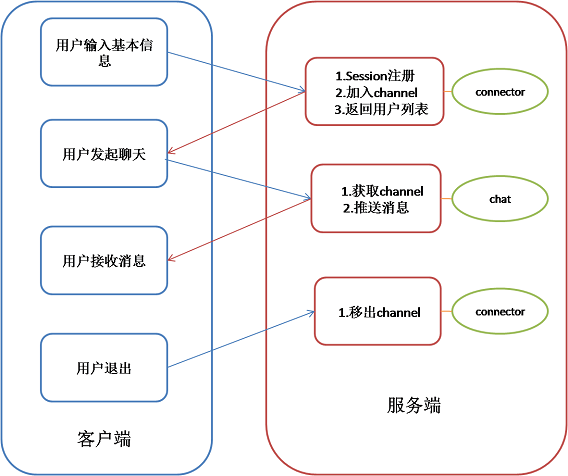 用户输入基本信
息
1.Session注册
2.加入channel
3.返回用户列表
connector
用户发起聊天
1.获取channel
2.推送消息
chat
用户接收消息
1.移出channel
connector
用户退出
客户端
服务端